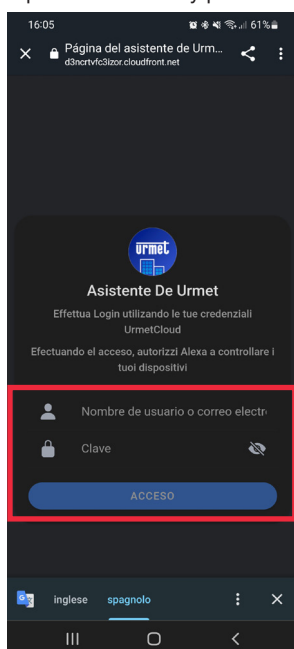 16:05
61%
Página del asistente de Urm...
d3ncrtvfc3izor.cloudfront.net
urmet
Asistente De Urmet
Effettua Login utilizando le tue credenziali
UrmetCloud
Efectuando el acceso, autorizzi Alexa a controllare i
tuoi dispositivi
Nombre de usuario o correo electr
Clave
ACCESO
inglese spagnolo